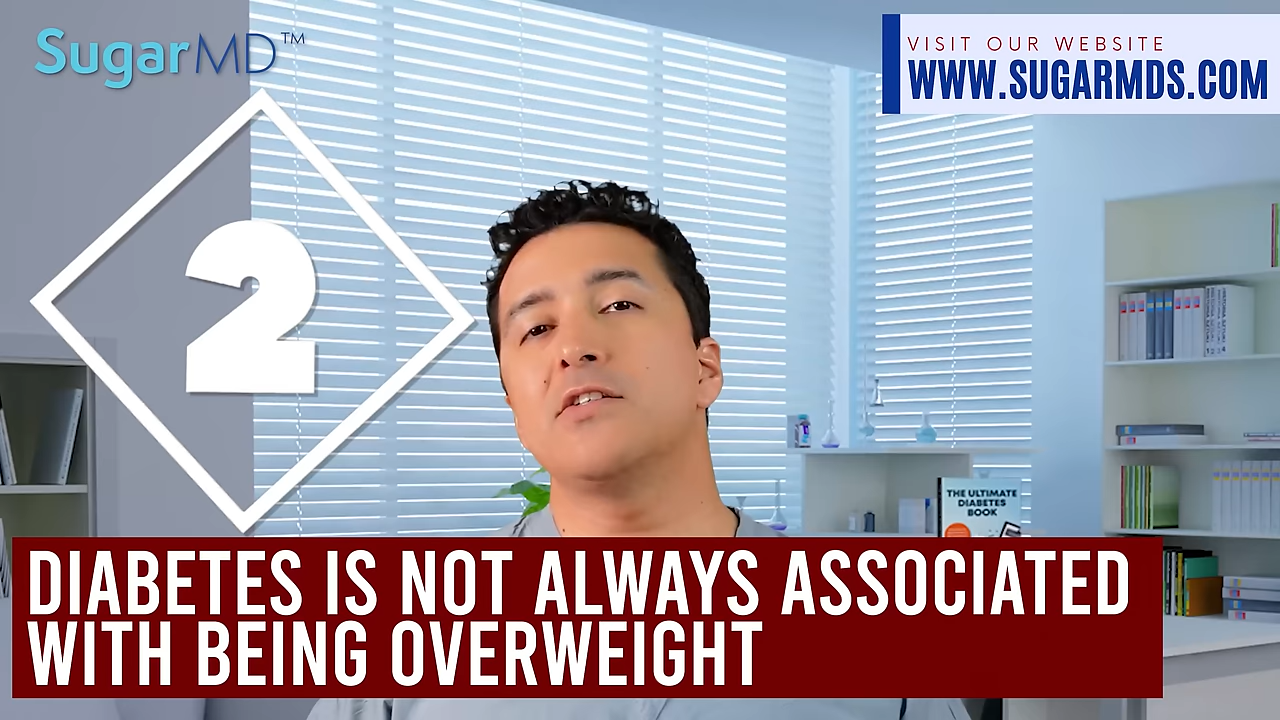 SugarMD™
VISIT OUR WEBSITE
WWW.SUGARMDS.COM
2
THE ULTIMATE
DIABETES
BOOK
DIABETES IS NOT ALWAYS ASSOCIATED
WITH BEING OVERWEIGHT